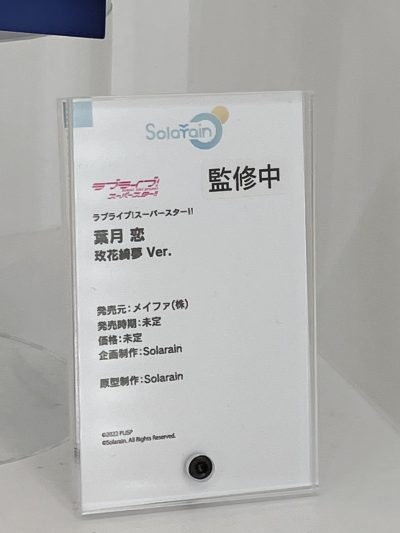 Solarain
監修中
ラブライブ!
スーパースター!!
ラブライブ!スーパースター!!
葉月 恋
玫花綺夢 Ver.
発売元:メイファ(株)
発売時期:未定
価格:未定
企画制作:Solarain
原型制作:Solarain
©2022 PL!SP
©Solarain. All Rights Reserved.